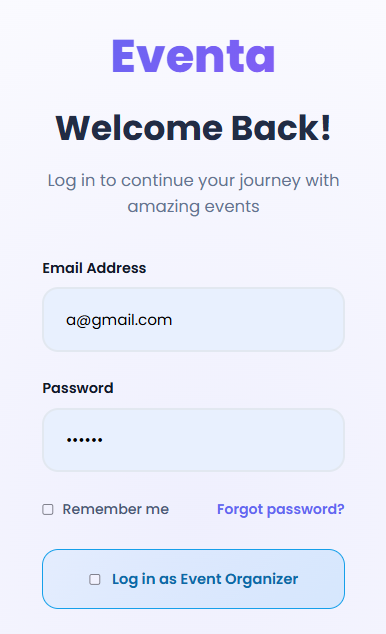 Eventa
Welcome Back!
Log in to continue your journey with
amazing events
Email Address
a@gmail.com
Password
••••••
Remember me
Forgot password?
Log in as Event Organizer